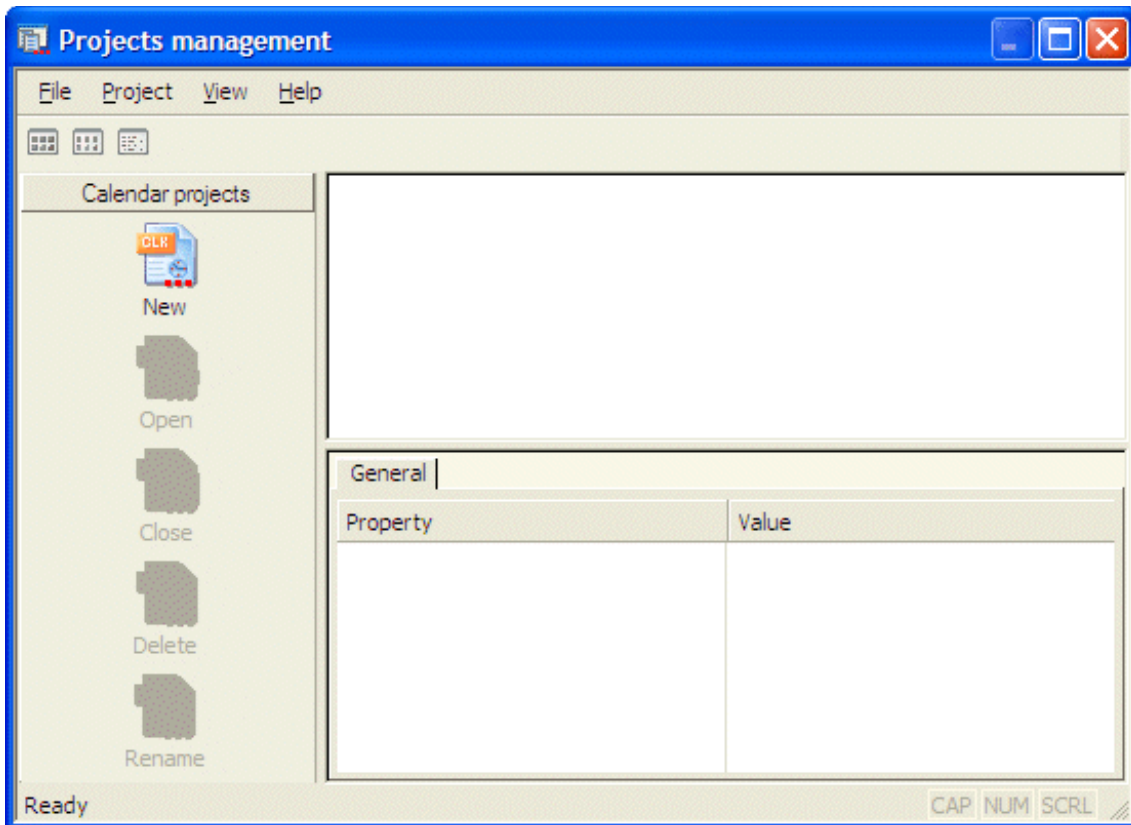 Projects management
File Project View Help
Calendar projects
CLK
New
Open
Close
Delete
Rename
General
Property Value
Ready CAP NUM SCRL